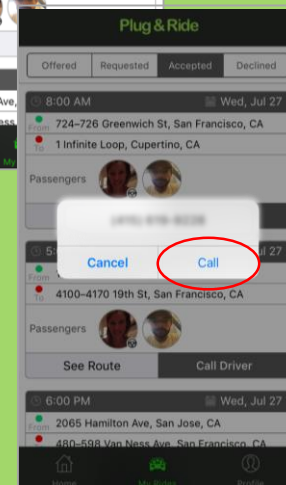 Plug & Ride
Offered Requested Accepted Declined
8:00 AM Wed, Jul 27
From 724–726 Greenwich St, San Francisco, CA
To 1 Infinite Loop, Cupertino, CA
Passengers
Cancel Call
27
To 4100–4170 19th St, San Francisco, CA
Passengers
See Route Call Driver
6:00 PM Wed, Jul 27
From 2065 Hamilton Ave, San Jose, CA
480–598 Van Ness Ave, San Francisco, CA
Home My Rides Profile